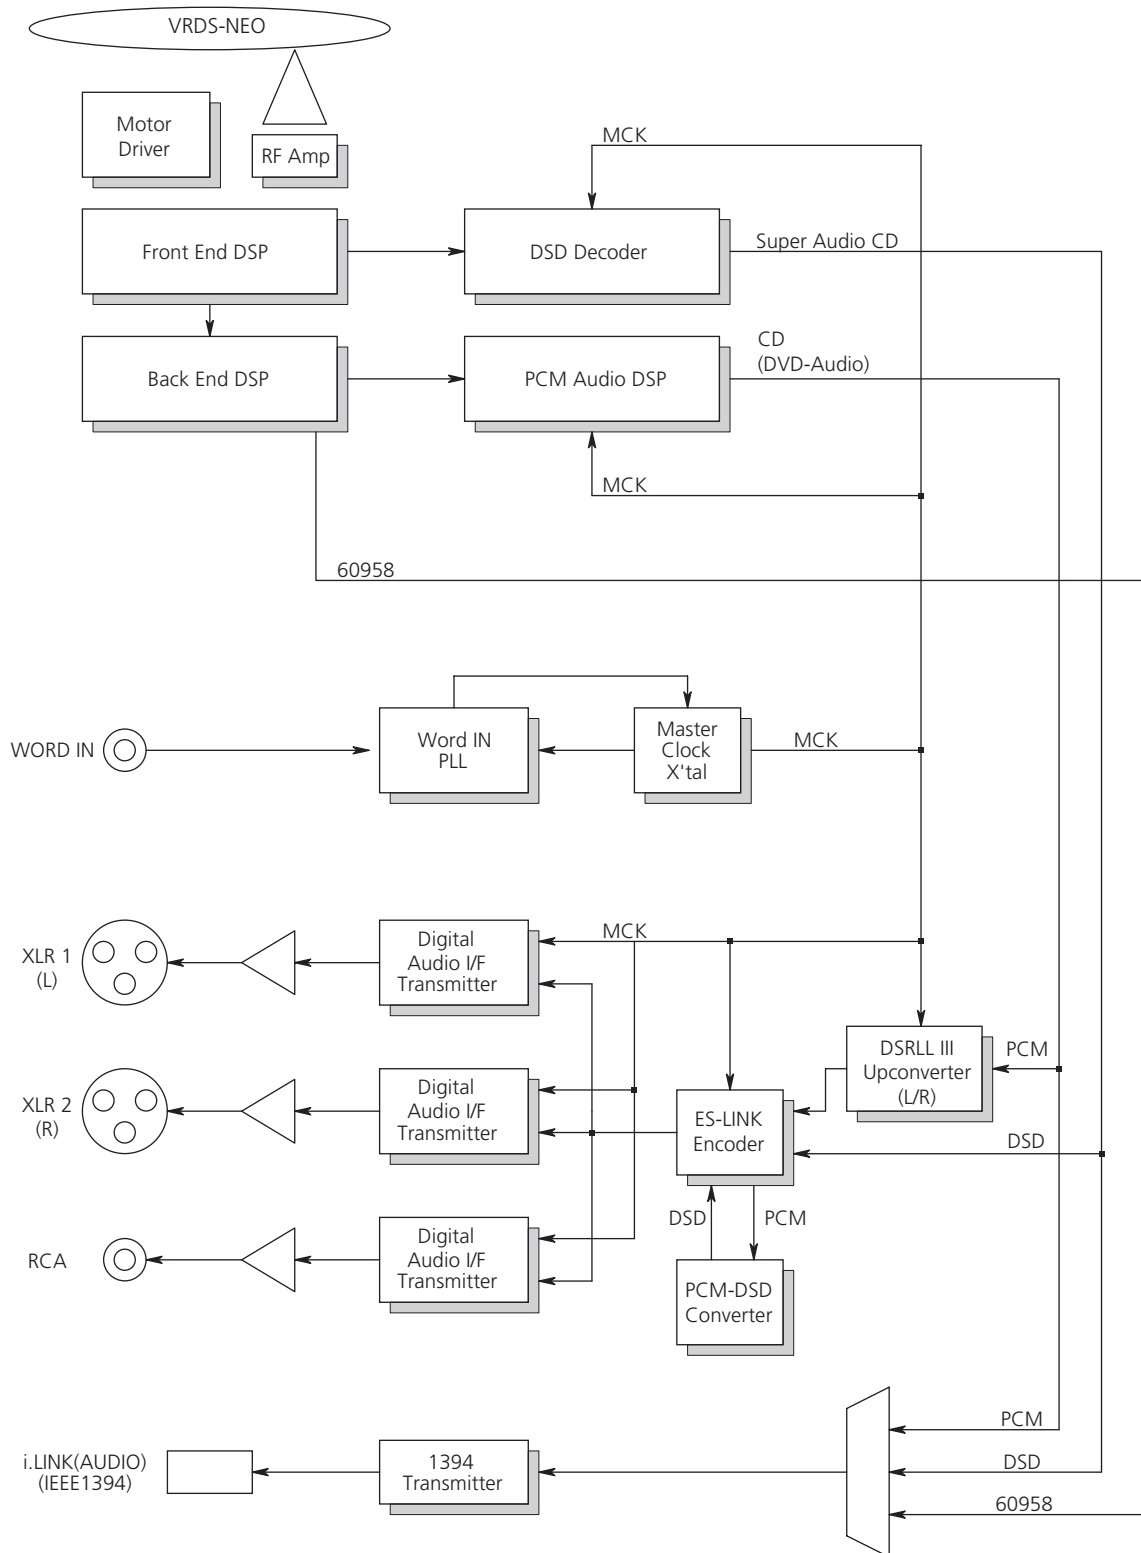 VRDS-NEO
Motor
Driver
RF Amp
MCK
Front End DSP
DSD Decoder
Super Audio CD
Back End DSP
PCM Audio DSP
CD
(DVD-Audio)
MCK
60958
WORD IN
Word IN
PLL
Master
Clock
X'tal
MCK
XLR 1
(L)
Digital
Audio I/F
Transmitter
MCK
DSRLL III
Upconverter
(L/R)
PCM
XLR 2
(R)
Digital
Audio I/F
Transmitter
ES-LINK
Encoder
DSD
DSD
PCM
RCA
Digital
Audio I/F
Transmitter
PCM-DSD
Converter
PCM
i.LINK(AUDIO)
(IEEE1394)
1394
Transmitter
DSD
60958